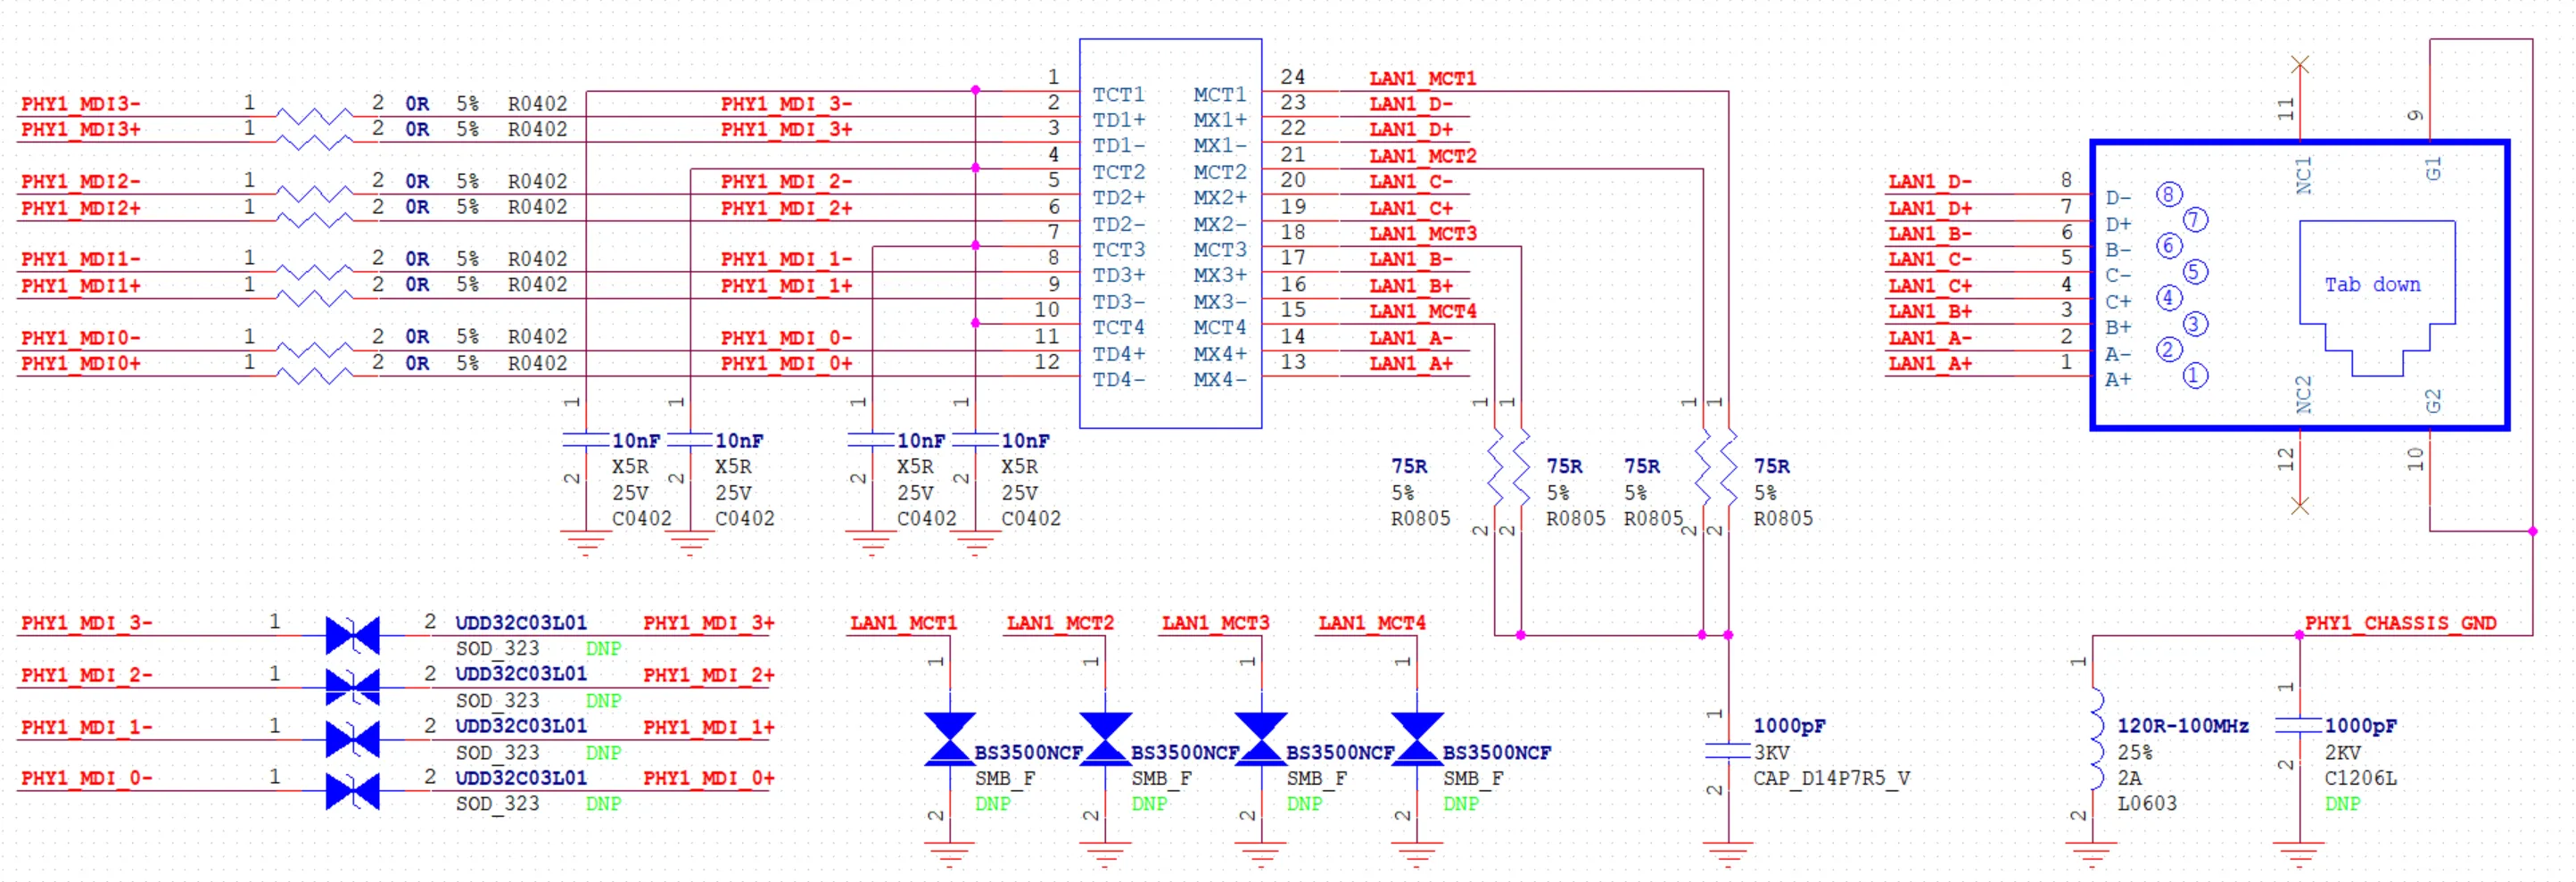 1 24 LAN1_MCT1
TCT1 MCT1
PHY1_MDI3- 1 2 0R 5% R0402 PHY1_MDI_3- 2 23 LAN1_D-
TD1+ MX1+
PHY1_MDI3+ 1 2 0R 5% R0402 PHY1_MDI_3+ 3 22 LAN1_D+
TD1- MX1-
4 21 LAN1_MCT2
TCT2 MCT2
PHY1_MDI2- 1 2 0R 5% R0402 PHY1_MDI_2- 5 20 LAN1_C-
TD2+ MX2+
PHY1_MDI2+ 1 2 0R 5% R0402 PHY1_MDI_2+ 6 19 LAN1_C+
TD2- MX2-
7 18 LAN1_MCT3
TCT3 MCT3
PHY1_MDI1- 1 2 0R 5% R0402 PHY1_MDI_1- 8 17 LAN1_B-
TD3+ MX3+
PHY1_MDI1+ 1 2 0R 5% R0402 PHY1_MDI_1+ 9 16 LAN1_B+
TD3- MX3-
10 15 LAN1_MCT4
TCT4 MCT4
PHY1_MDI0- 1 2 0R 5% R0402 PHY1_MDI_0- 11 14 LAN1_A-
TD4+ MX4+
PHY1_MDI0+ 1 2 0R 5% R0402 PHY1_MDI_0+ 12 13 LAN1_A+
TD4- MX4-
11 9
NC1 G1
LAN1_D- 8 D- 8
LAN1_D+ 7 D+ 7
LAN1_B- 6 B- 6
LAN1_C- 5 C- 5
LAN1_C+ 4 C+ 4
LAN1_B+ 3 B+ 3
LAN1_A- 2 A- 2
LAN1_A+ 1 A+ 1
Tab down
NC2 G2
12 10
1 1 1 1
10nF 10nF 10nF 10nF
X5R X5R X5R X5R
2 2 2 2
25V 25V 25V 25V
C0402 C0402 C0402 C0402
1 1 1 1
75R 75R 75R 75R
5% 5% 5% 5%
R0805 R0805 R0805 R0805
2 2 2 2
PHY1_MDI_3- 1 2 UDD32C03L01 PHY1_MDI_3+
SOD_323 DNP
PHY1_MDI_2- 1 2 UDD32C03L01 PHY1_MDI_2+
SOD_323 DNP
PHY1_MDI_1- 1 2 UDD32C03L01 PHY1_MDI_1+
SOD_323 DNP
PHY1_MDI_0- 1 2 UDD32C03L01 PHY1_MDI_0+
SOD_323 DNP
LAN1_MCT1 LAN1_MCT2 LAN1_MCT3 LAN1_MCT4
1 1 1 1
BS3500NCF BS3500NCF BS3500NCF BS3500NCF
SMB_F SMB_F SMB_F SMB_F
DNP DNP DNP DNP
2 2 2 2
1
1000pF
3KV
CAP_D14P7R5_V
2
PHY1_CHASSIS_GND
1 1
120R-100MHz 1000pF
25% 2KV
2A C1206L
L0603 DNP
2 2